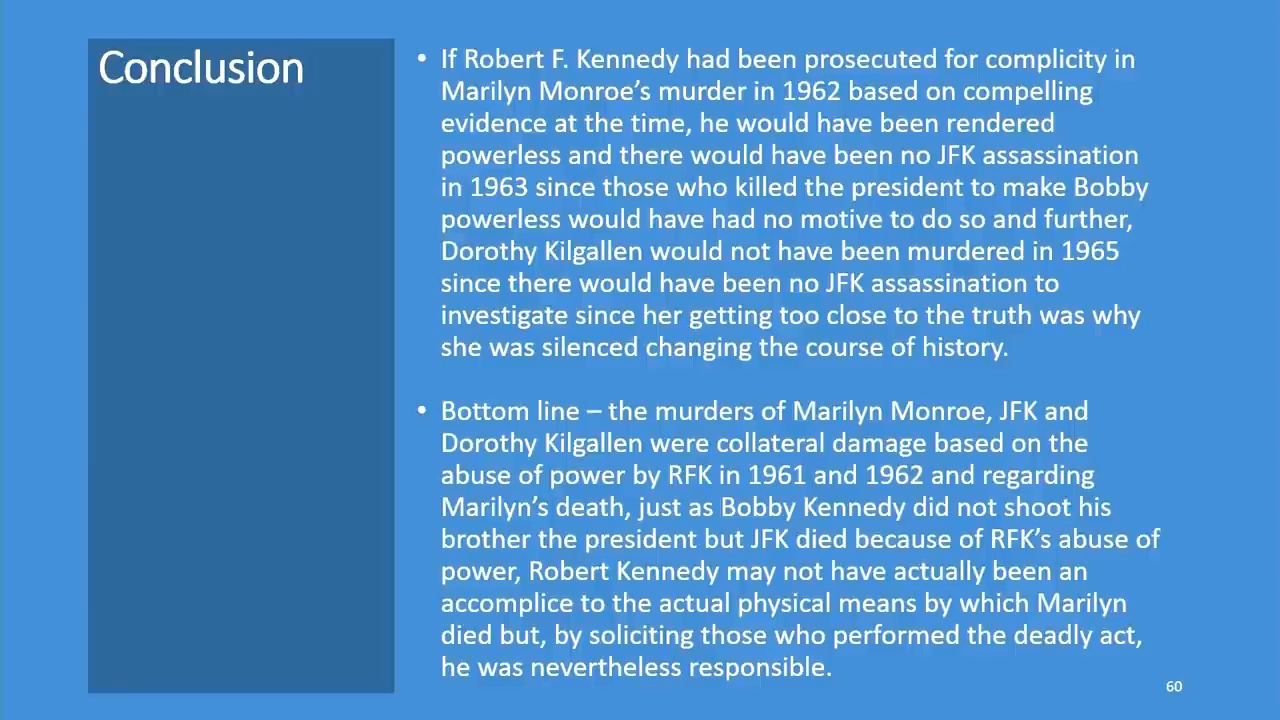 Conclusion
• If Robert F. Kennedy had been prosecuted for complicity in
Marilyn Monroe’s murder in 1962 based on compelling
evidence at the time, he would have been rendered
powerless and there would have been no JFK assassination
in 1963 since those who killed the president to make Bobby
powerless would have had no motive to do so and further,
Dorothy Kilgallen would not have been murdered in 1965
since there would have been no JFK assassination to
investigate since her getting too close to the truth was why
she was silenced changing the course of history.
• Bottom line – the murders of Marilyn Monroe, JFK and
Dorothy Kilgallen were collateral damage based on the
abuse of power by RFK in 1961 and 1962 and regarding
Marilyn’s death, just as Bobby Kennedy did not shoot his
brother the president but JFK died because of RFK’s abuse of
power, Robert Kennedy may not have actually been an
accomplice to the actual physical means by which Marilyn
died but, by soliciting those who performed the deadly act,
he was nevertheless responsible.
60